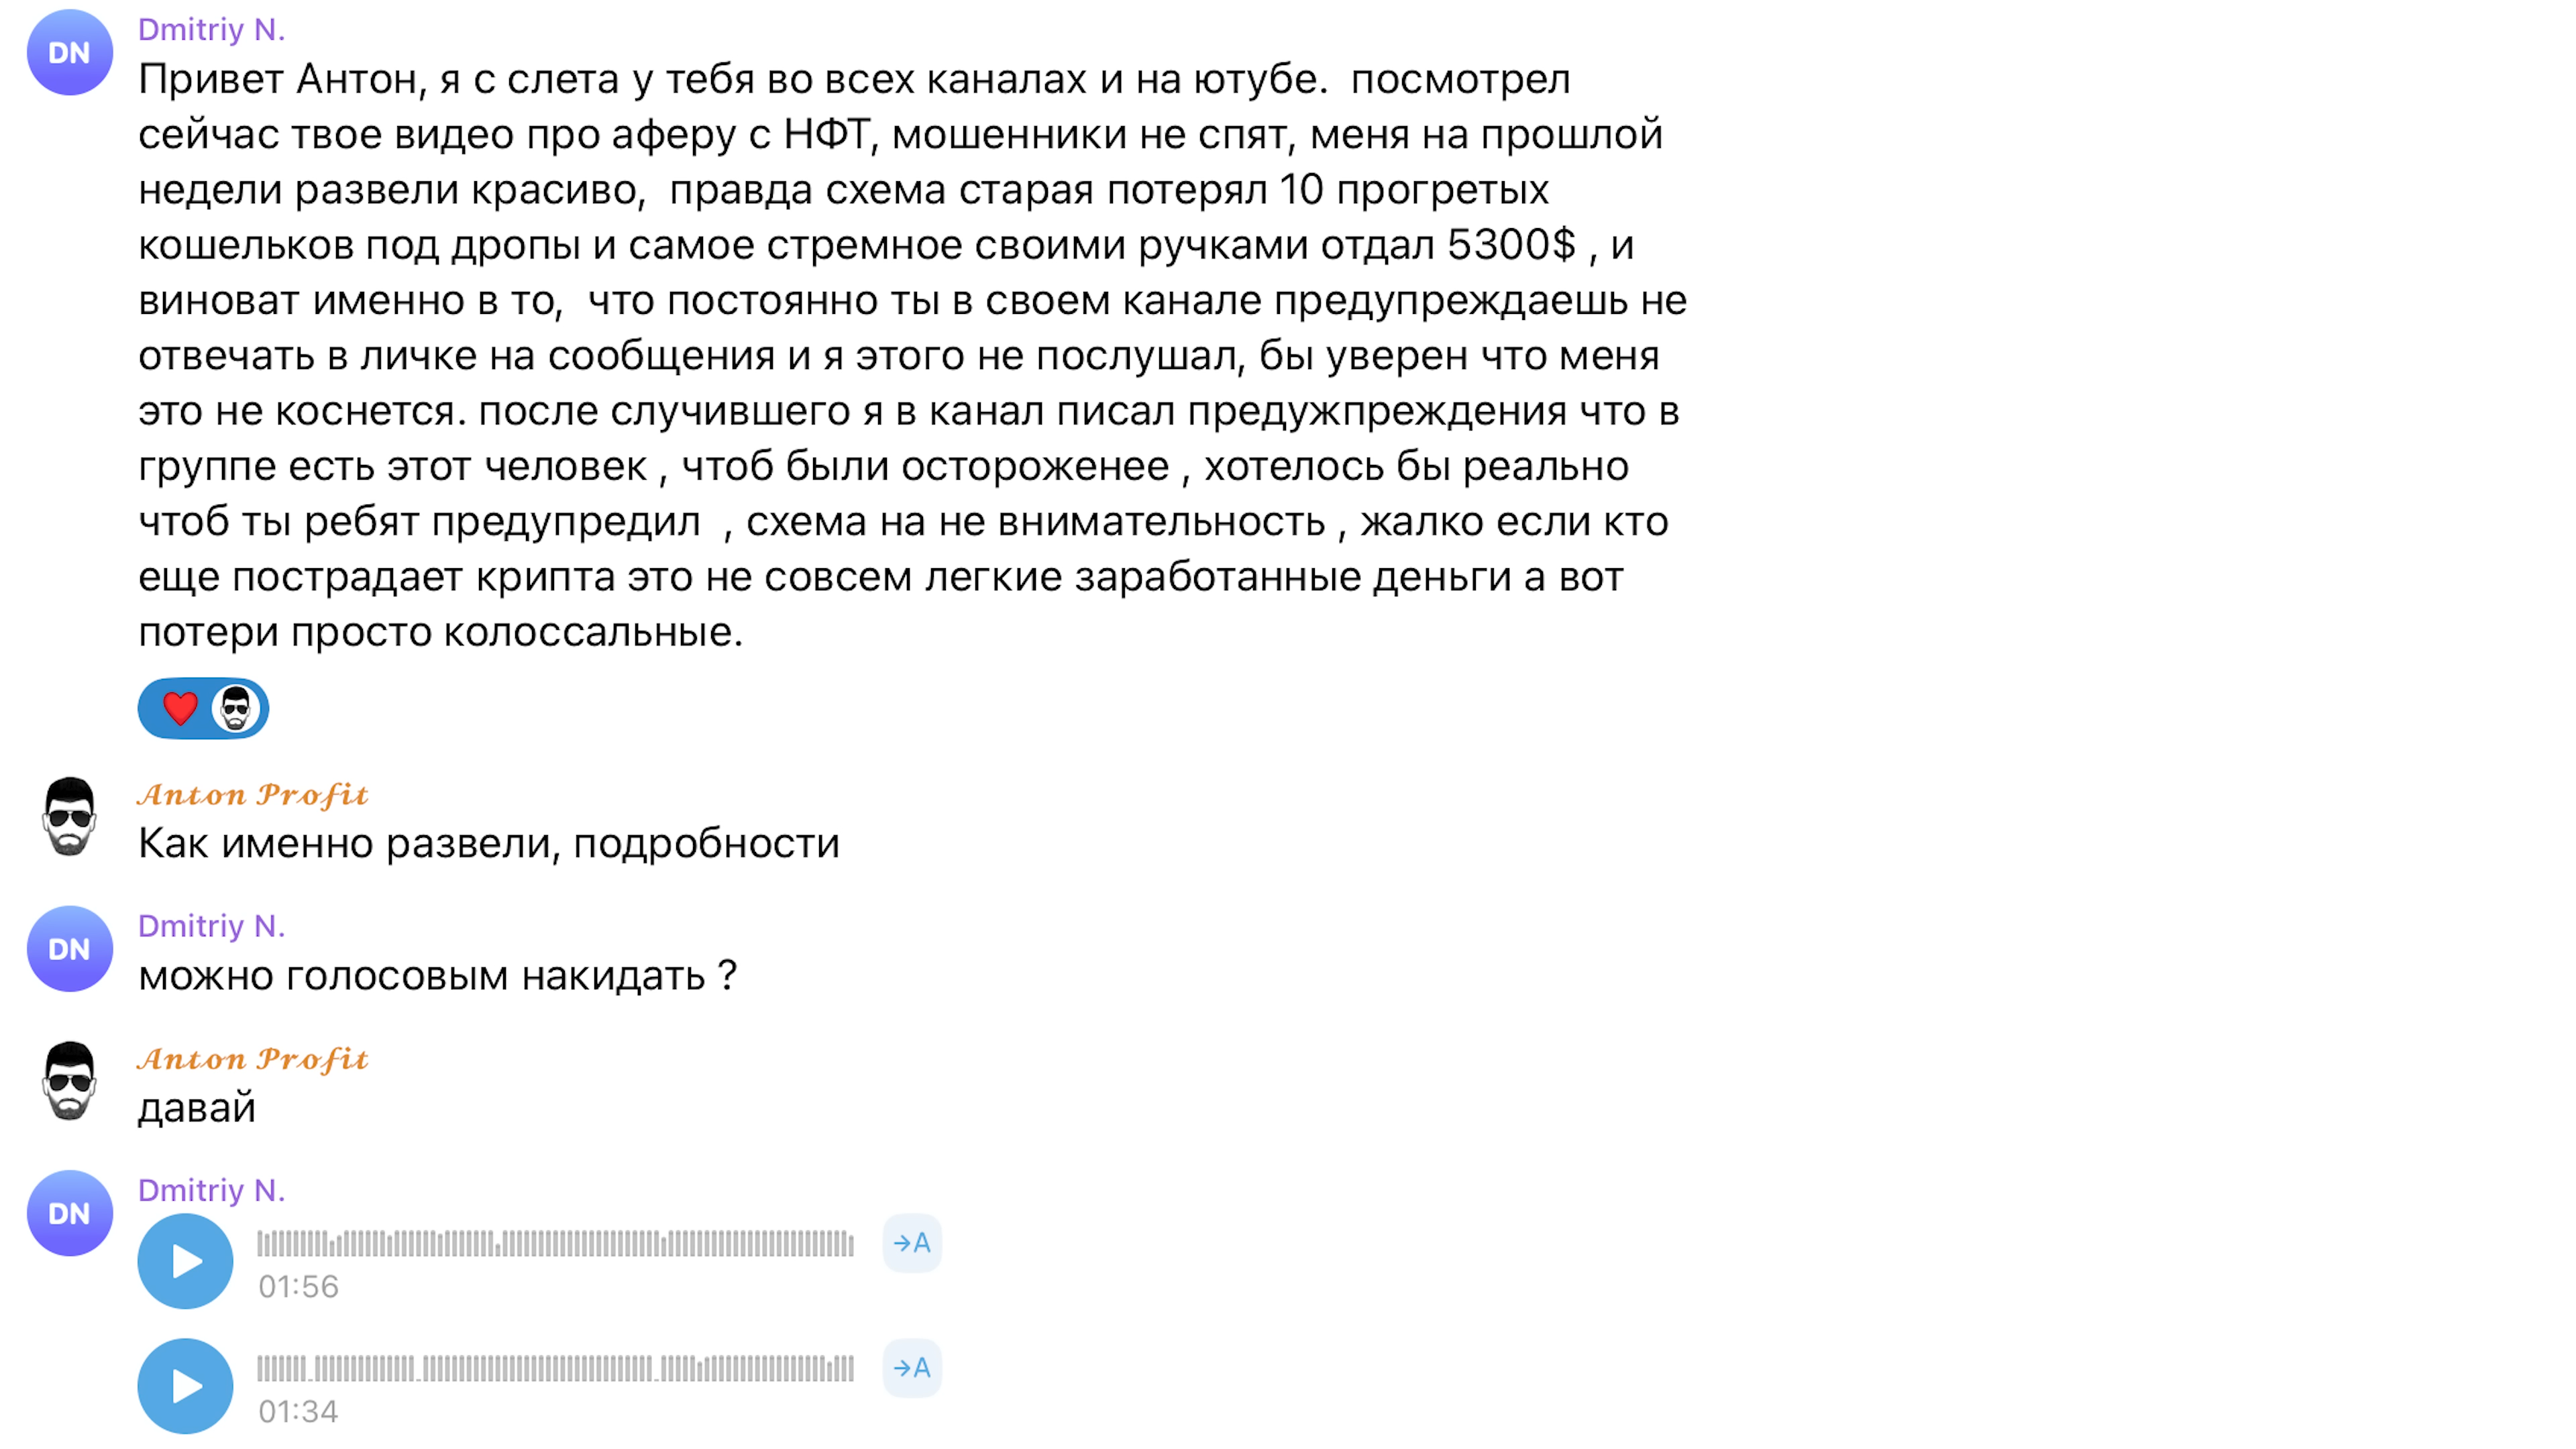 DN
Dmitriy N.
Привет Антон, я с слета у тебя во всех каналах и на ютубе.  посмотрел
сейчас твое видео про аферу с НФТ, мошенники не спят, меня на прошлой
недели развели красиво,  правда схема старая потерял 10 прогретых
кошельков под дропы и самое стремное своими ручками отдал 5300$ , и
виноват именно в то,  что постоянно ты в своем канале предупреждаешь не
отвечать в личке на сообщения и я этого не послушал, бы уверен что меня
это не коснется. после случившего я в канал писал предужпреждения что в
группе есть этот человек , чтоб были остороженее , хотелось бы реально
чтоб ты ребят предупредил  , схема на не внимательность , жалко если кто
еще пострадает крипта это не совсем легкие заработанные деньги а вот
потери просто колоссальные.
Anton Profit
Как именно развели, подробности
DN
Dmitriy N.
можно голосовым накидать ?
Anton Profit
давай
DN
Dmitriy N.
→A
01:56
→A
01:34